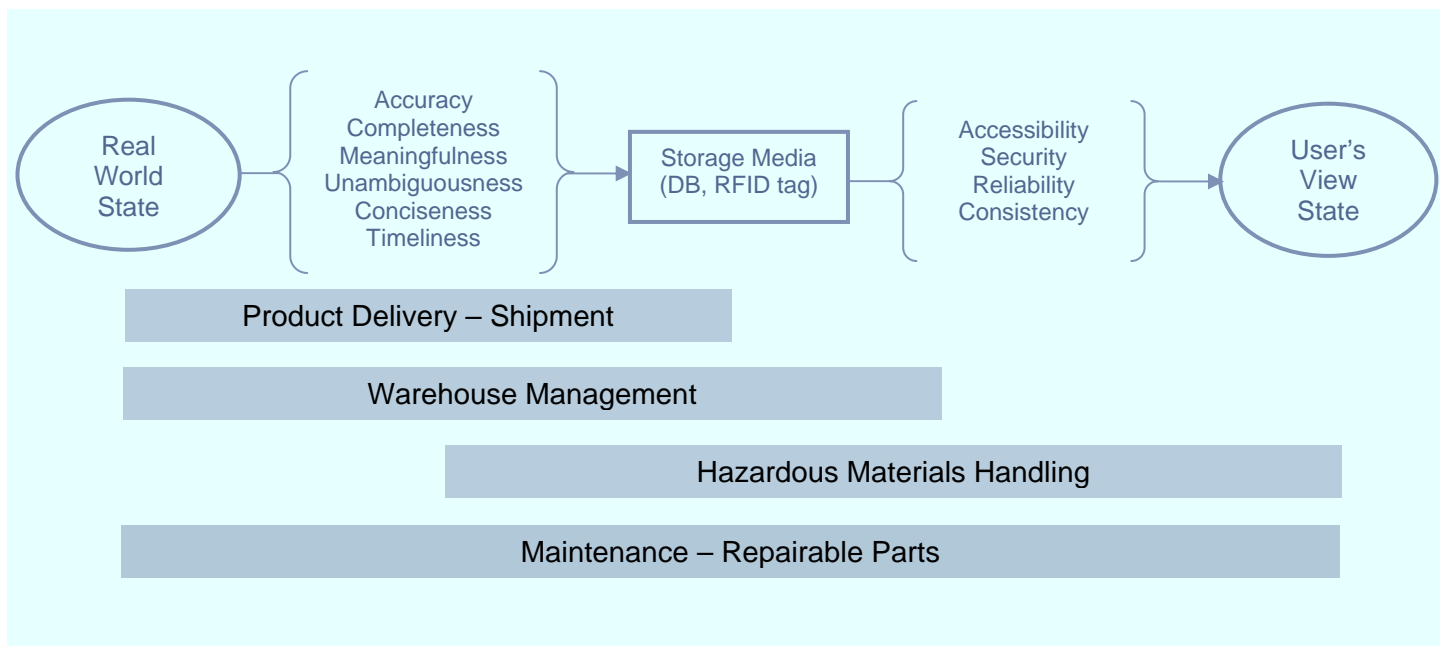 Real
World
State
Accuracy
Completeness
Meaningfulness
Unambiguousness
Conciseness
Timeliness
Storage Media
(DB, RFID tag)
Accessibility
Security
Reliability
Consistency
User's
View
State
Product Delivery – Shipment
Warehouse Management
Hazardous Materials Handling
Maintenance – Repairable Parts